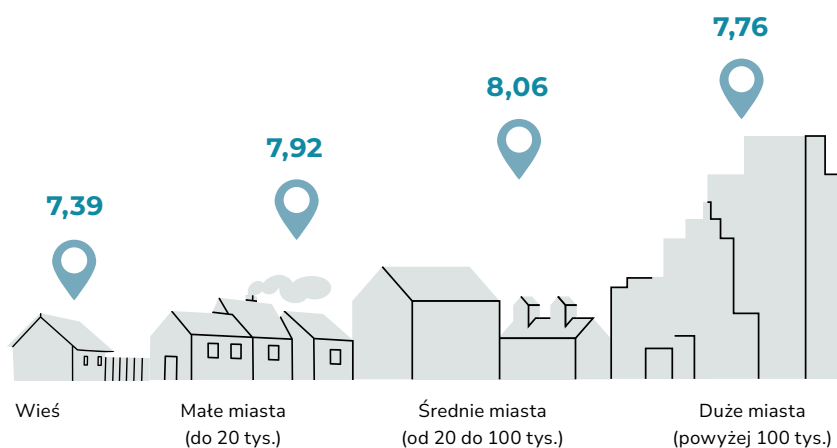 7,39
7,92
8,06
7,76
Wieś
Małe miasta
(do 20 tys.)
Średnie miasta
(od 20 do 100 tys.)
Duże miasta
(powyżej 100 tys.)